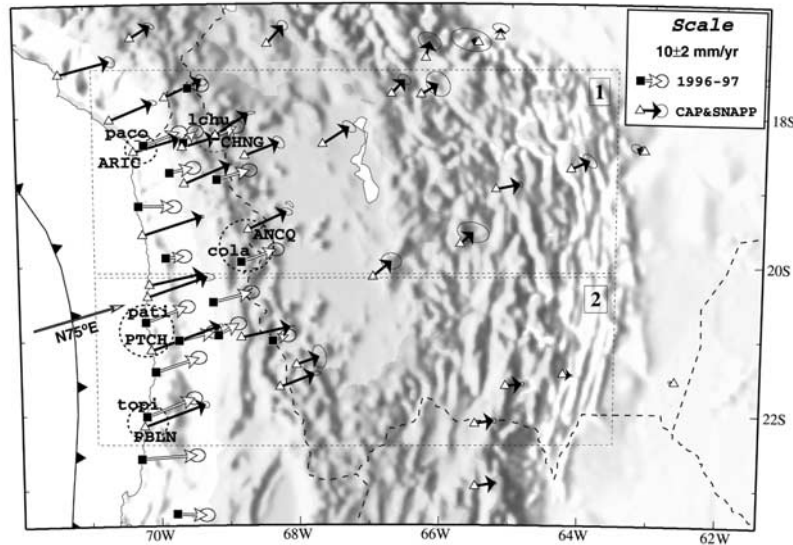 Scale
10±2 mm/yr
1996-97
CAP&SNAPP
1
18S
lchu
paco
CHNG
ARIC
ANCQ
cola
20S
2
pati
N75°E
PTCH
topi
PBLN
22S
70W
68W
66W
64W
62W